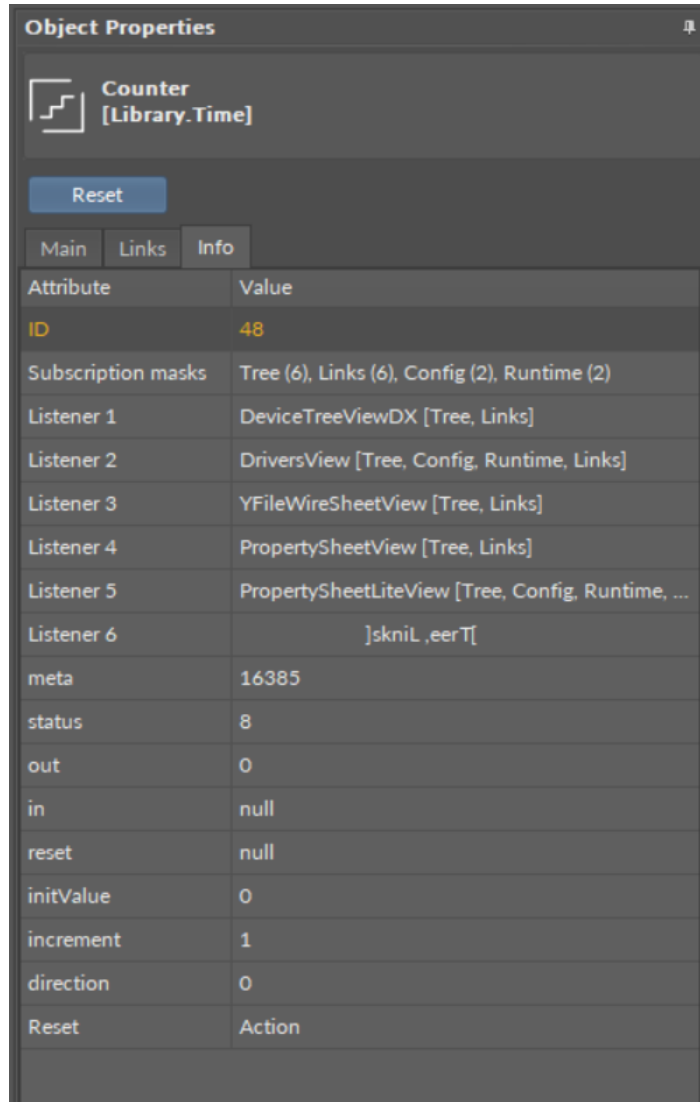 Object Properties
Counter
[Library.Time]
Reset
Main Links Info
Attribute Value
ID 48
Subscription masks Tree (6), Links (6), Config (2), Runtime (2)
Listener 1 DeviceTreeViewDX [Tree, Links]
Listener 2 DriversView [Tree, Config, Runtime, Links]
Listener 3 YFileWireSheetView [Tree, Links]
Listener 4 PropertySheetView [Tree, Links]
Listener 5 PropertySheetLiteView [Tree, Config, Runtime, ...
Listener 6 ]skniL ,eerT[
meta 16385
status 8
out 0
in null
reset null
initValue 0
increment 1
direction 0
Reset Action